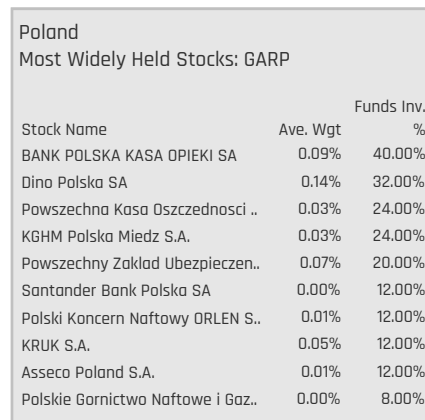 Poland
Most Widely Held Stocks: GARP
Funds Inv.
Stock Name Ave. Wgt %
BANK POLSKA KASA OPIEKI SA 0.09% 40.00%
Dino Polska SA 0.14% 32.00%
Powszechna Kasa Oszczednosci .. 0.03% 24.00%
KGHM Polska Miedz S.A. 0.03% 24.00%
Powszechny Zaklad Ubezpieczen.. 0.07% 20.00%
Santander Bank Polska SA 0.00% 12.00%
Polski Koncern Naftowy ORLEN S.. 0.01% 12.00%
KRUK S.A. 0.05% 12.00%
Asseco Poland S.A. 0.01% 12.00%
Polskie Gornictwo Naftowe i Gaz.. 0.00% 8.00%